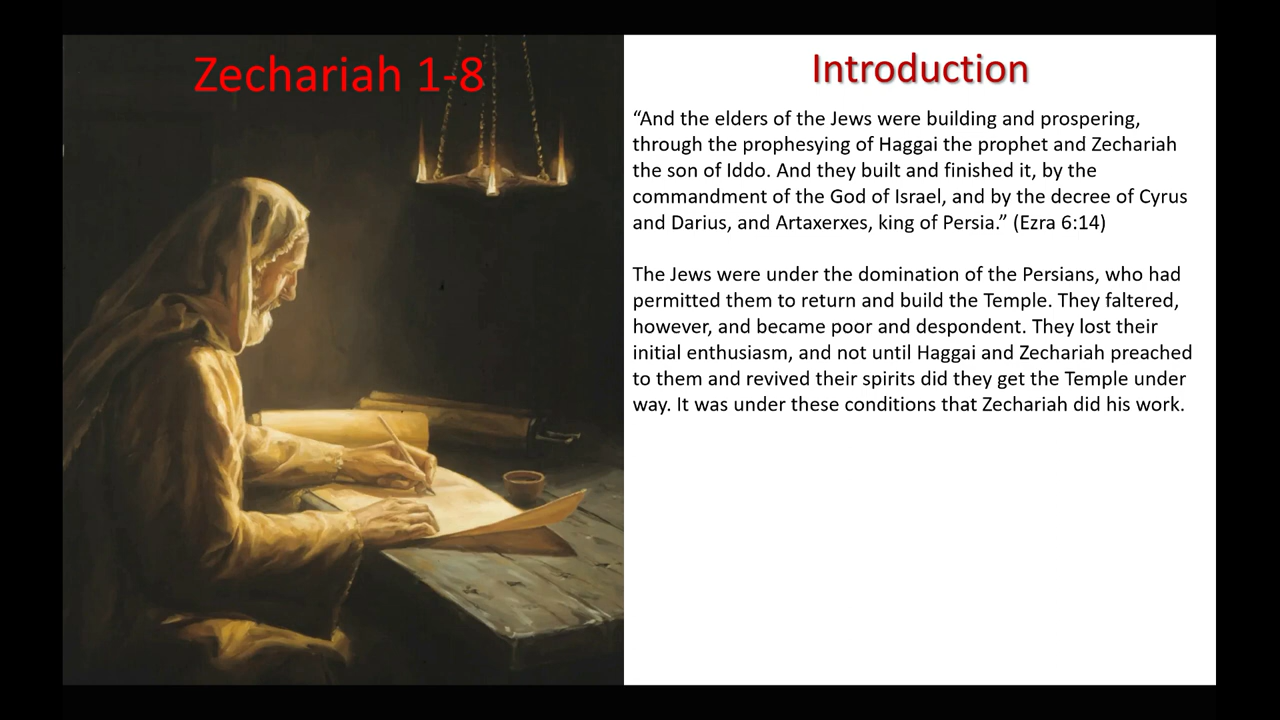 Zechariah 1-8
Introduction
“And the elders of the Jews were building and prospering,
through the prophesying of Haggai the prophet and Zechariah
the son of Iddo. And they built and finished it, by the
commandment of the God of Israel, and by the decree of Cyrus
and Darius, and Artaxerxes, king of Persia.” (Ezra 6:14)
The Jews were under the domination of the Persians, who had
permitted them to return and build the Temple. They faltered,
however, and became poor and despondent. They lost their
initial enthusiasm, and not until Haggai and Zechariah preached
to them and revived their spirits did they get the Temple under
way. It was under these conditions that Zechariah did his work.